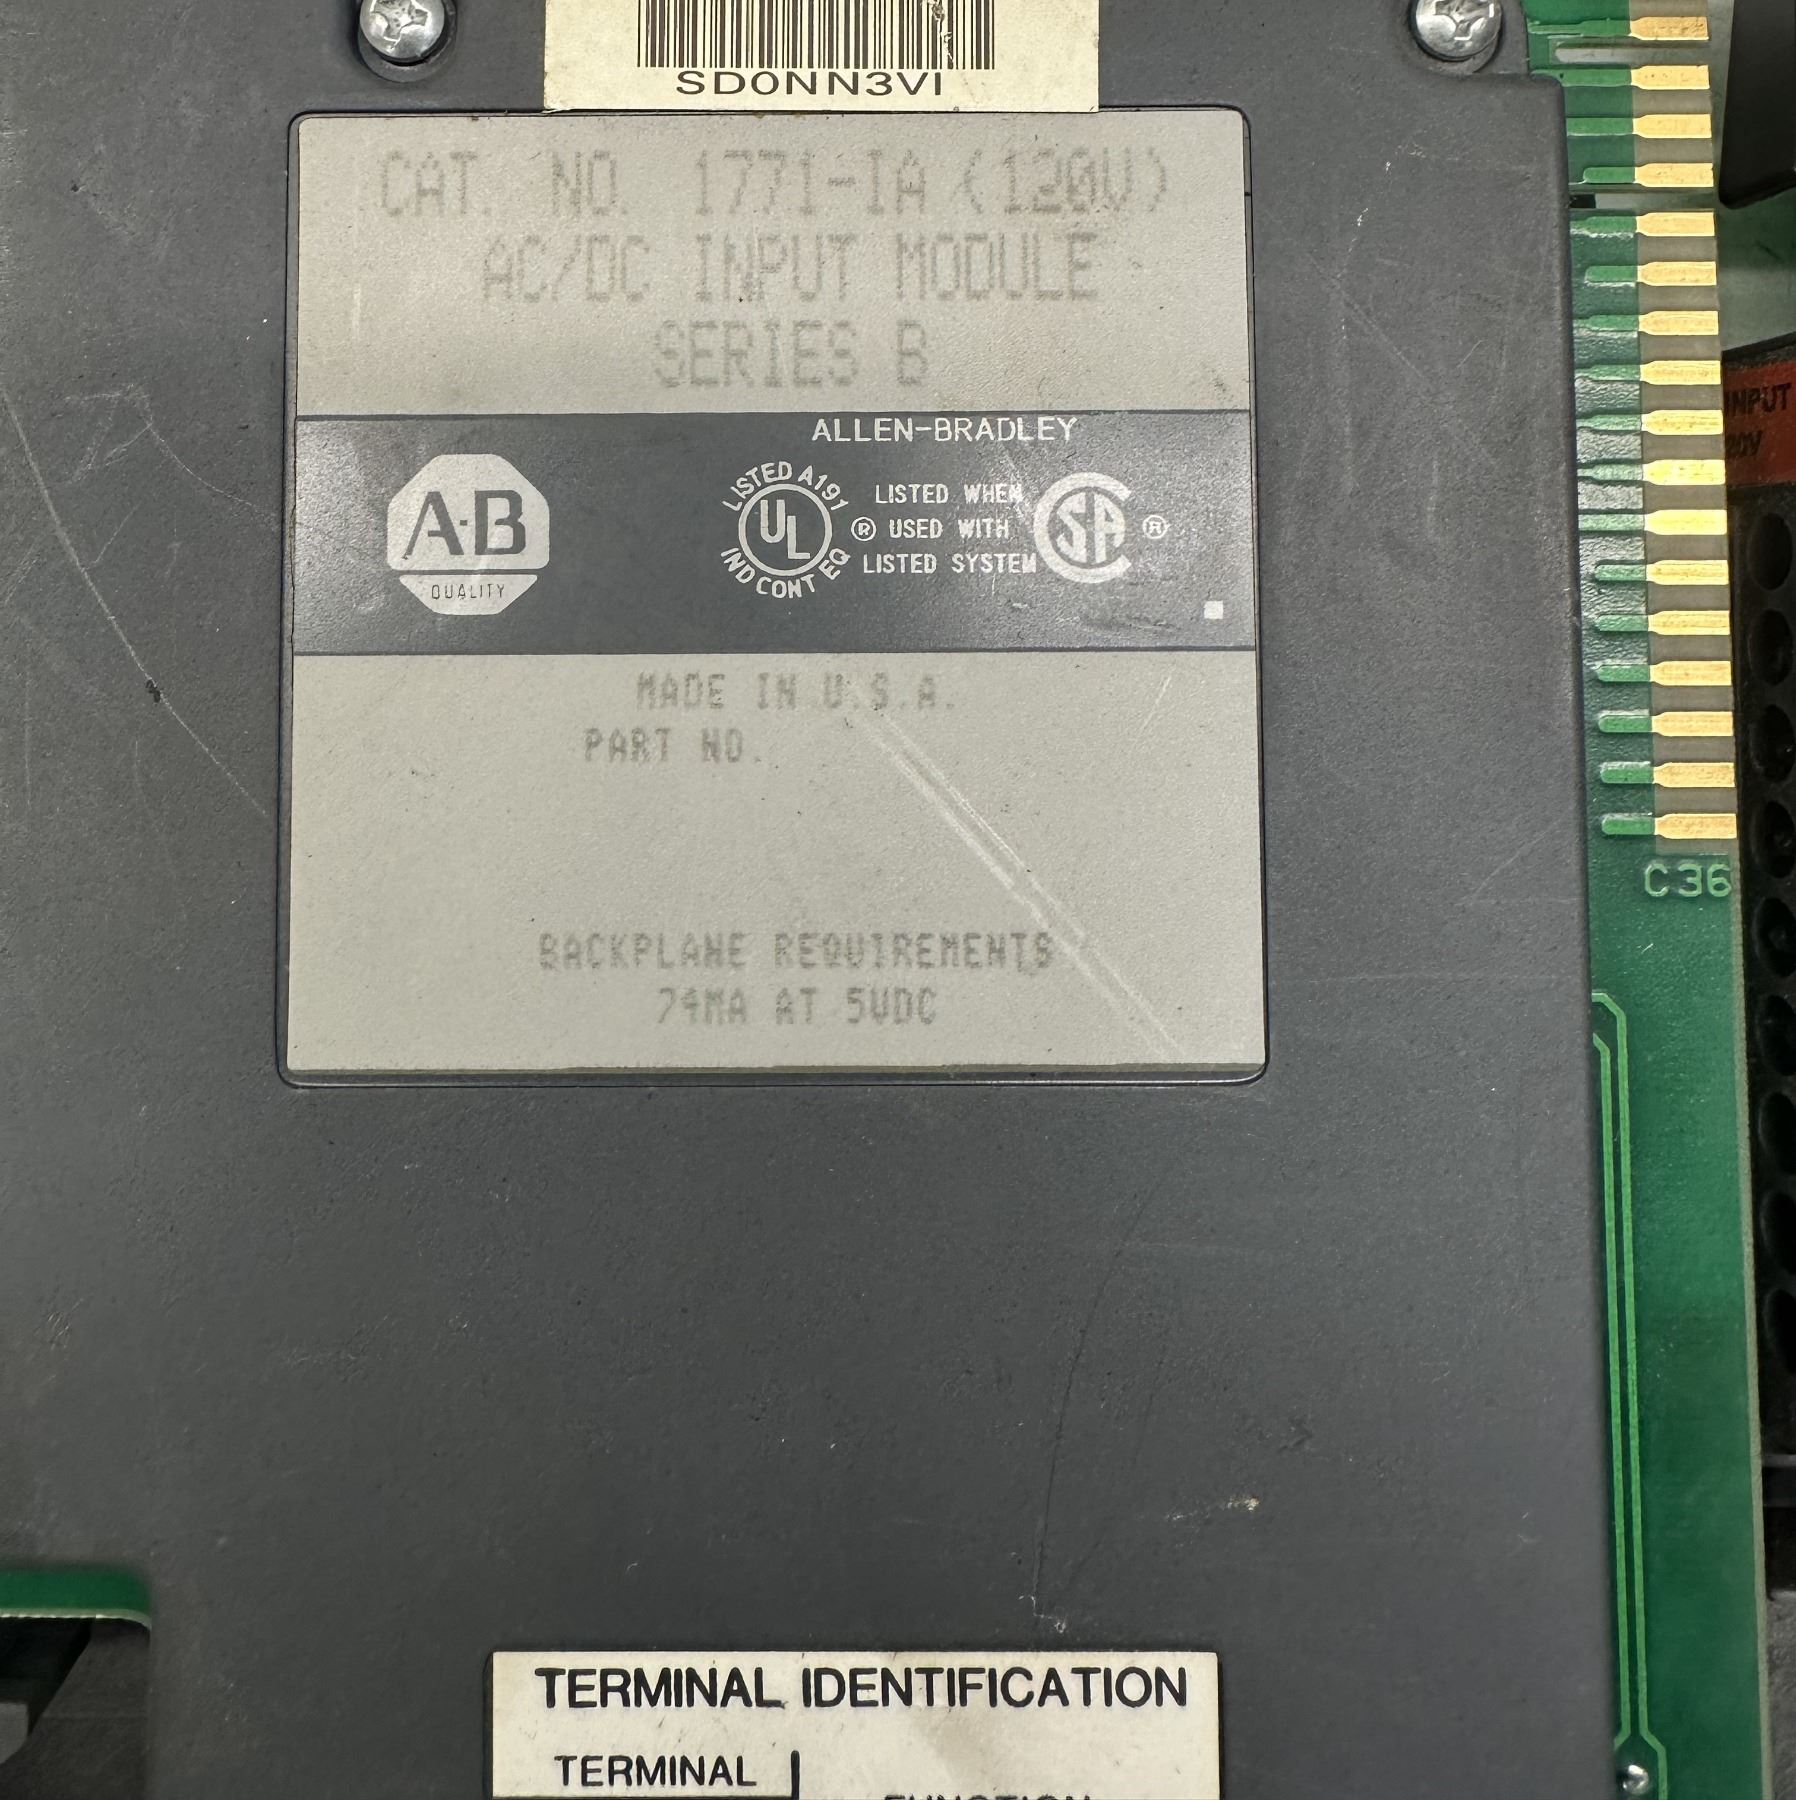 SD0NN3VI
CAT. NO. 1771-IA (120V)
AC/DC INPUT MODULE
SERIES B
ALLEN-BRADLEY
A-B
QUALITY
LISTED A191
UL
IND CONT EQ
®
LISTED WHEN
USED WITH
LISTED SYSTEM
SA
®
MADE IN U.S.A.
PART NO.
BACKPLANE REQUIREMENTS
74MA AT 5VDC
C36
INPUT
TERMINAL IDENTIFICATION
TERMINAL
FUNCTION